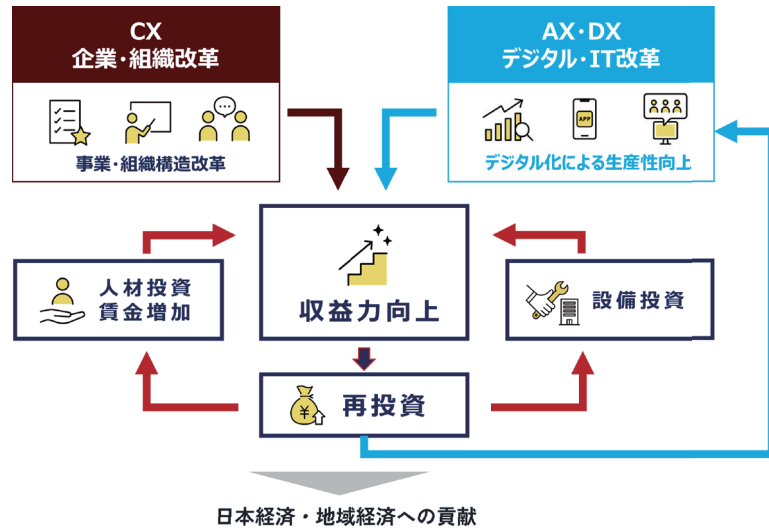 CX
企業・組織改革
事業・組織構造改革
AX・DX
デジタル・IT改革
APP
デジタル化による生産性向上
人材投資
賃金増加
収益力向上
設備投資
¥
再投資
日本経済・地域経済への貢献